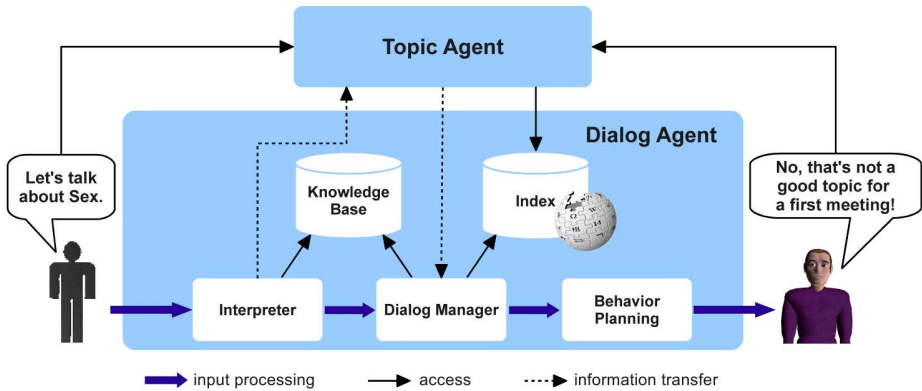 Topic Agent
Dialog Agent
Let's talk
about Sex.
No, that's not a
good topic for
a first meeting!
Knowledge
Base
Index
Interpreter
Dialog Manager
Behavior
Planning
input processing
access
information transfer